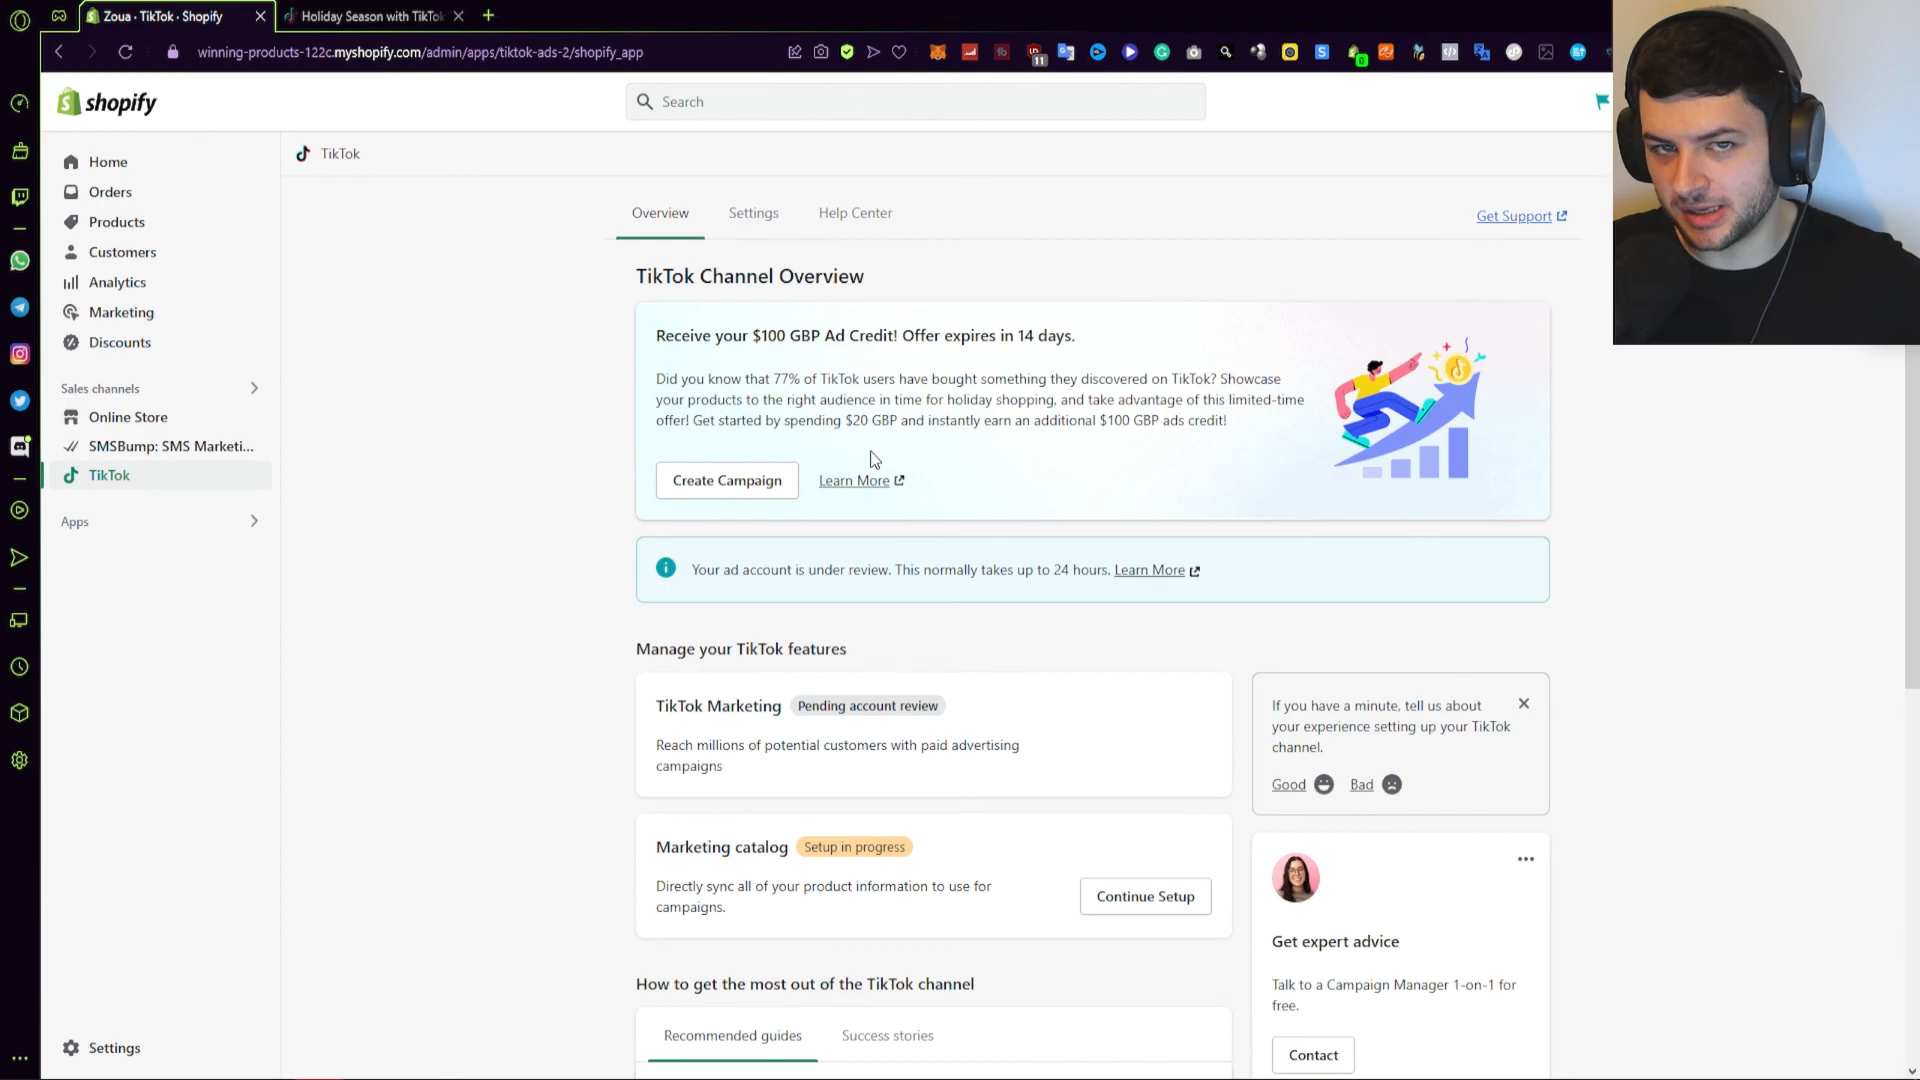 Zoua · TikTok · Shopify
Holiday Season with TikTok
winning-products-122c.myshopify.com/admin/apps/tiktok-ads-2/shopify_app
11
0
shopify
Search
Home
Orders
Products
Customers
Analytics
Marketing
Discounts
Sales channels
Online Store
SMSBump: SMS Marketi...
TikTok
Apps
Settings
TikTok
Overview
Settings
Help Center
Get Support
TikTok Channel Overview
Receive your $100 GBP Ad Credit! Offer expires in 14 days.
Did you know that 77% of TikTok users have bought something they discovered on TikTok? Showcase
your products to the right audience in time for holiday shopping, and take advantage of this limited-time
offer! Get started by spending $20 GBP and instantly earn an additional $100 GBP ads credit!
Create Campaign
Learn More
Your ad account is under review. This normally takes up to 24 hours. Learn More
Manage your TikTok features
TikTok Marketing
Pending account review
Reach millions of potential customers with paid advertising
campaigns
Marketing catalog
Setup in progress
Directly sync all of your product information to use for
campaigns.
Continue Setup
If you have a minute, tell us about
your experience setting up your TikTok
channel.
Good
Bad
Get expert advice
Talk to a Campaign Manager 1-on-1 for
free.
Contact
How to get the most out of the TikTok channel
Recommended guides
Success stories